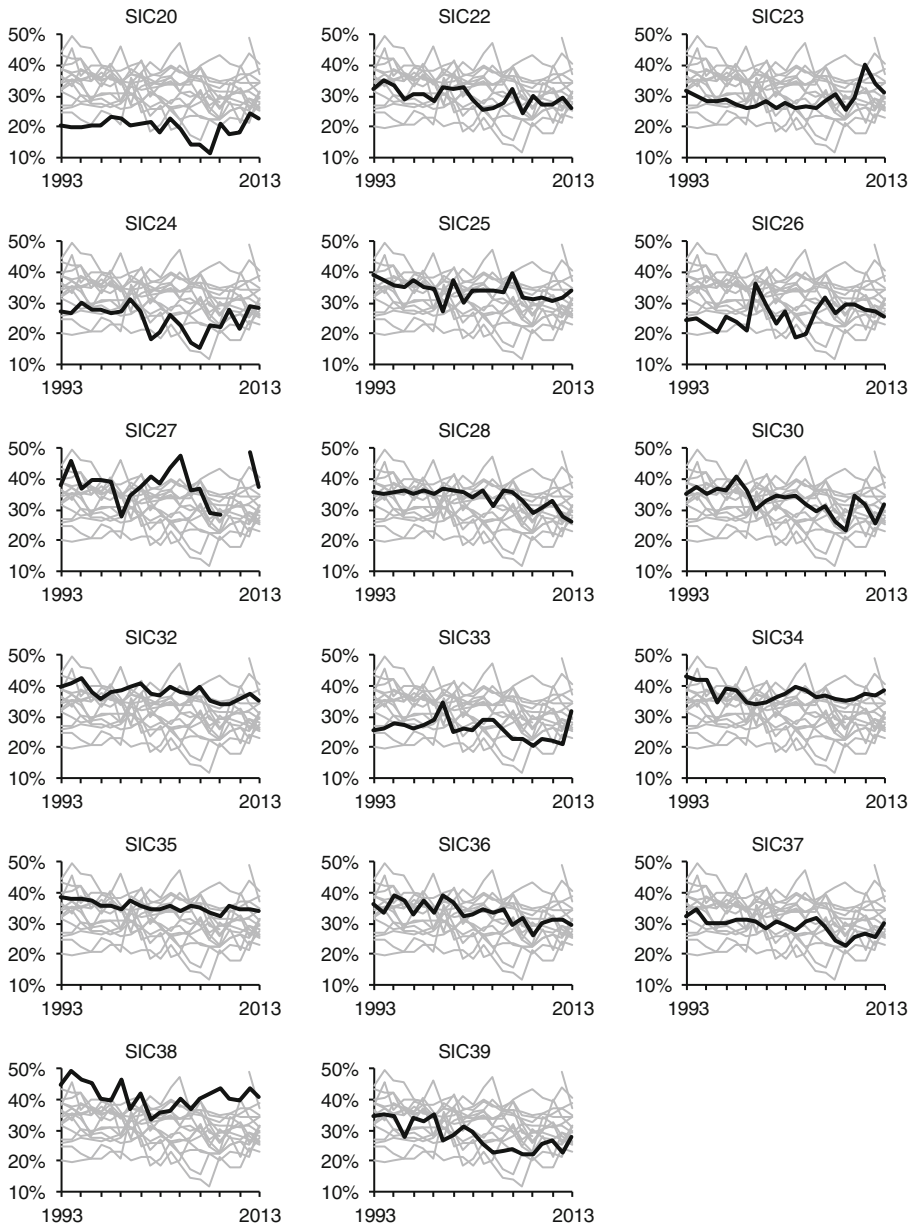 SIC20 SIC22 SIC23
50% 50% 50%
40% 40% 40%
30% 30% 30%
20% 20% 20%
10% 10% 10%
1993 2013 1993 2013 1993 2013
SIC24 SIC25 SIC26
50% 50% 50%
40% 40% 40%
30% 30% 30%
20% 20% 20%
10% 10% 10%
1993 2013 1993 2013 1993 2013
SIC27 SIC28 SIC30
50% 50% 50%
40% 40% 40%
30% 30% 30%
20% 20% 20%
10% 10% 10%
1993 2013 1993 2013 1993 2013
SIC32 SIC33 SIC34
50% 50% 50%
40% 40% 40%
30% 30% 30%
20% 20% 20%
10% 10% 10%
1993 2013 1993 2013 1993 2013
SIC35 SIC36 SIC37
50% 50% 50%
40% 40% 40%
30% 30% 30%
20% 20% 20%
10% 10% 10%
1993 2013 1993 2013 1993 2013
SIC38 SIC39
50% 50%
40% 40%
30% 30%
20% 20%
10% 10%
1993 2013 1993 2013